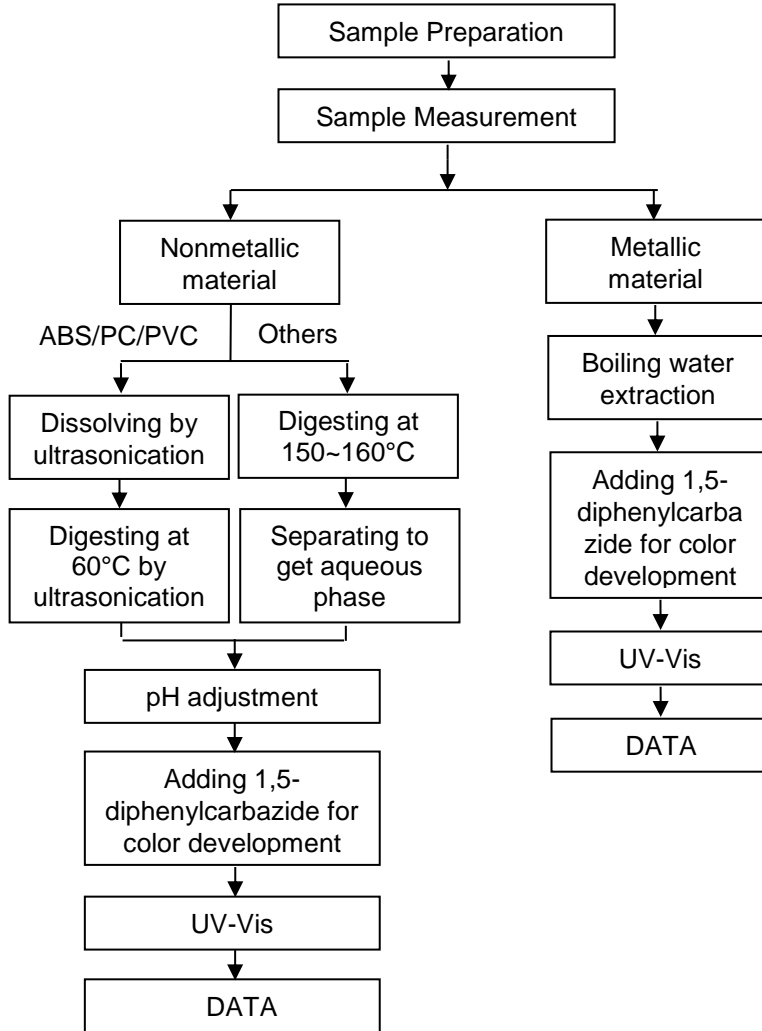 Sample Preparation
Sample Measurement
Nonmetallic
material
Metallic
material
ABS/PC/PVC
Others
Boiling water
extraction
Dissolving by
ultrasonication
Digesting at
150~160°C
Adding 1,5-
diphenylcarba
zide for color
development
Digesting at
60°C by
ultrasonication
Separating to
get aqueous
phase
UV-Vis
pH adjustment
DATA
Adding 1,5-
diphenylcarbazide for
color development
UV-Vis
DATA